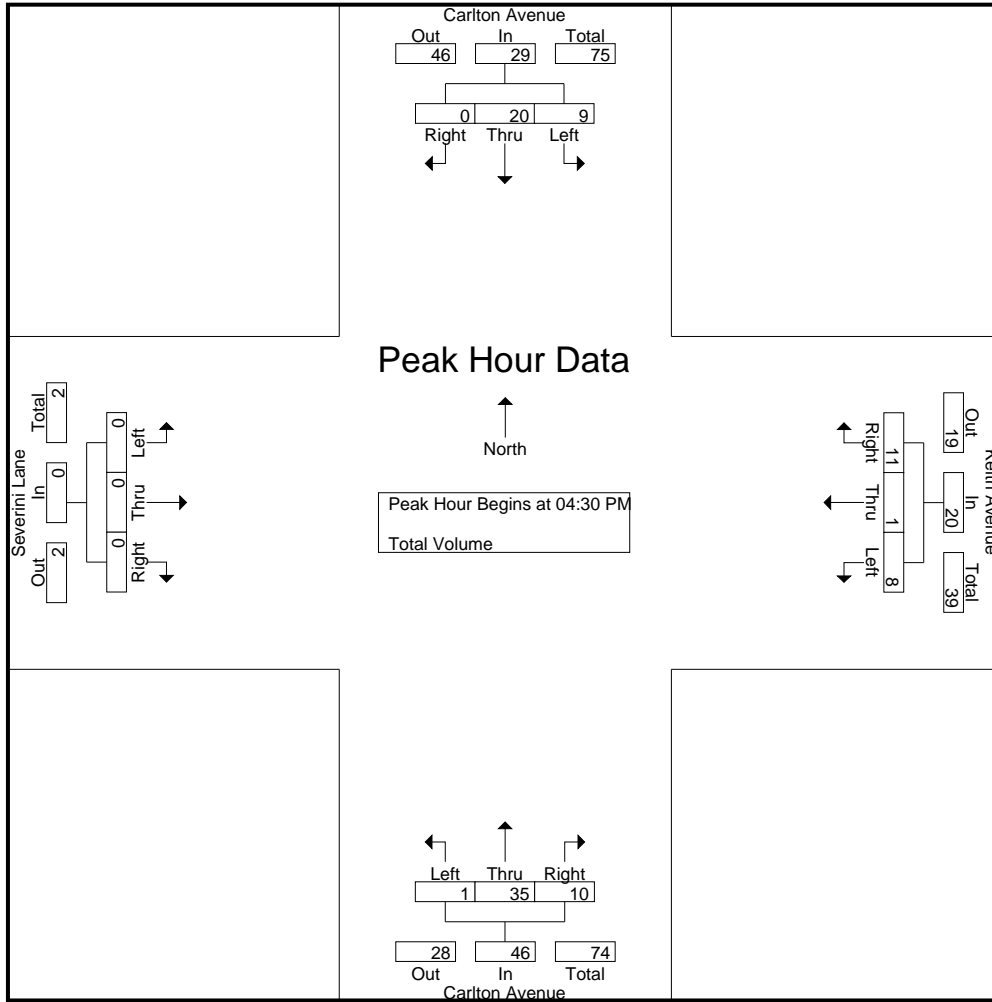 Carlton Avenue
Out In Total
46 29 75
0 20 9
Right Thru Left
Peak Hour Data
North
Peak Hour Begins at 04:30 PM
Total Volume
Severini Lane
Out In Total
2 0 2
0 0 0
Right Thru Left
Keith Avenue
Out In Total
19 20 39
11 1 8
Right Thru Left
Left Thru Right
1 35 10
28 46 74
Out In Total
Carlton Avenue